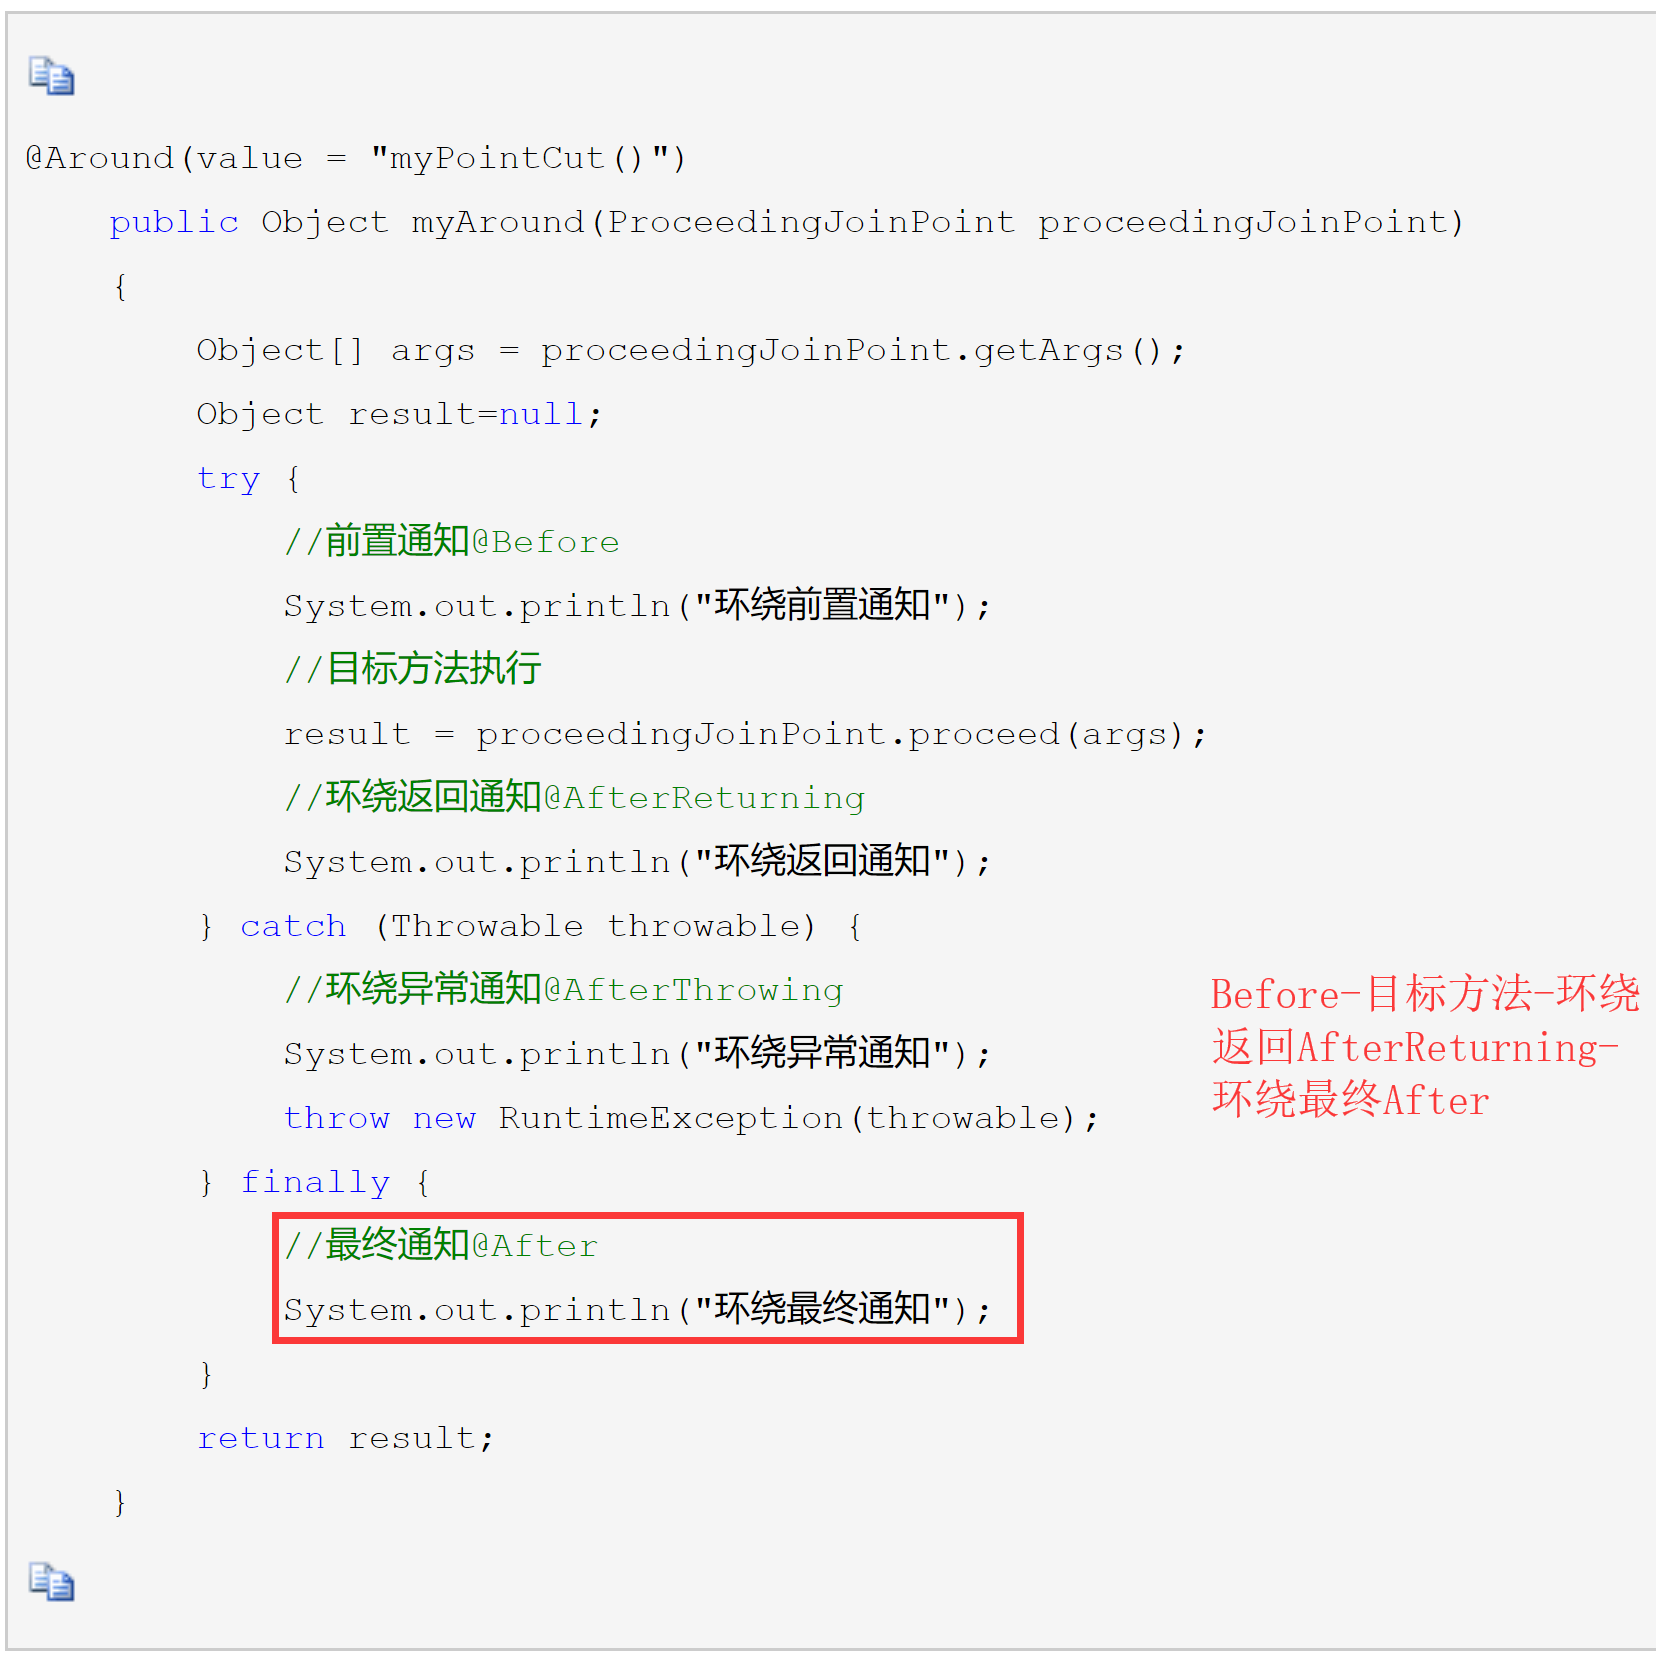 @Around(value = "myPointCut()")
public Object myAround(ProceedingJoinPoint proceedingJoinPoint)
{
Object[] args = proceedingJoinPoint.getArgs();
Object result=null;
try {
//前置通知@Before
System.out.println("环绕前置通知");
//目标方法执行
result = proceedingJoinPoint.proceed(args);
//环绕返回通知@AfterReturning
System.out.println("环绕返回通知");
} catch (Throwable throwable) {
//环绕异常通知@AfterThrowing
System.out.println("环绕异常通知");
throw new RuntimeException(throwable);
} finally {
//最终通知@After
System.out.println("环绕最终通知");
}
return result;
}
Before-目标方法-环绕
返回AfterReturning-
环绕最终After